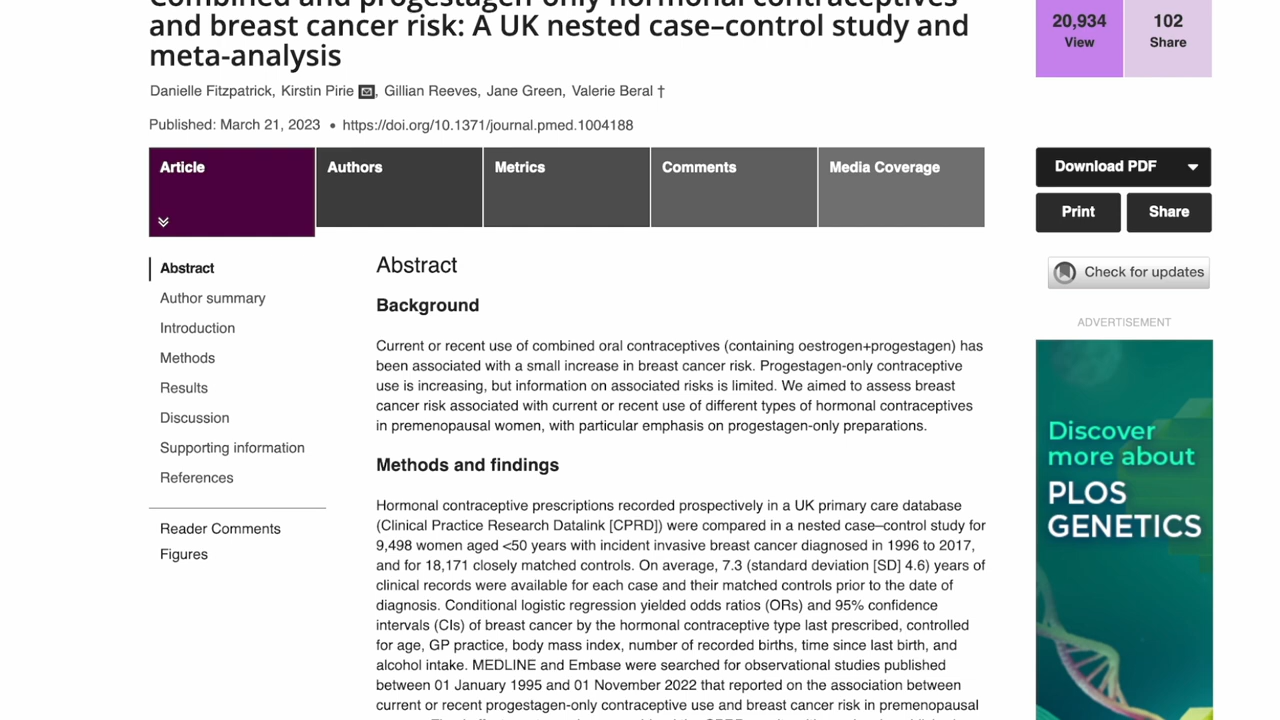 Combined and progestagen-only hormonal contraceptives
and breast cancer risk: A UK nested case–control study and
meta-analysis
Danielle Fitzpatrick, Kirstin Pirie, Gillian Reeves, Jane Green, Valerie Beral †
Published: March 21, 2023 • https://doi.org/10.1371/journal.pmed.1004188
20,934
View
102
Share
Article
Authors
Metrics
Comments
Media Coverage
Download PDF
Print
Share
Check for updates
ADVERTISEMENT
Discover
more about
PLOS
GENETICS
Abstract
Author summary
Introduction
Methods
Results
Discussion
Supporting information
References
Reader Comments
Figures
Abstract
Background
Current or recent use of combined oral contraceptives (containing oestrogen+progestagen) has
been associated with a small increase in breast cancer risk. Progestagen-only contraceptive
use is increasing, but information on associated risks is limited. We aimed to assess breast
cancer risk associated with current or recent use of different types of hormonal contraceptives
in premenopausal women, with particular emphasis on progestagen-only preparations.
Methods and findings
Hormonal contraceptive prescriptions recorded prospectively in a UK primary care database
(Clinical Practice Research Datalink [CPRD]) were compared in a nested case–control study for
9,498 women aged <50 years with incident invasive breast cancer diagnosed in 1996 to 2017,
and for 18,171 closely matched controls. On average, 7.3 (standard deviation [SD] 4.6) years of
clinical records were available for each case and their matched controls prior to the date of
diagnosis. Conditional logistic regression yielded odds ratios (ORs) and 95% confidence
intervals (CIs) of breast cancer by the hormonal contraceptive type last prescribed, controlled
for age, GP practice, body mass index, number of recorded births, time since last birth, and
alcohol intake. MEDLINE and Embase were searched for observational studies published
between 01 January 1995 and 01 November 2022 that reported on the association between
current or recent progestagen-only contraceptive use and breast cancer risk in premenopausal